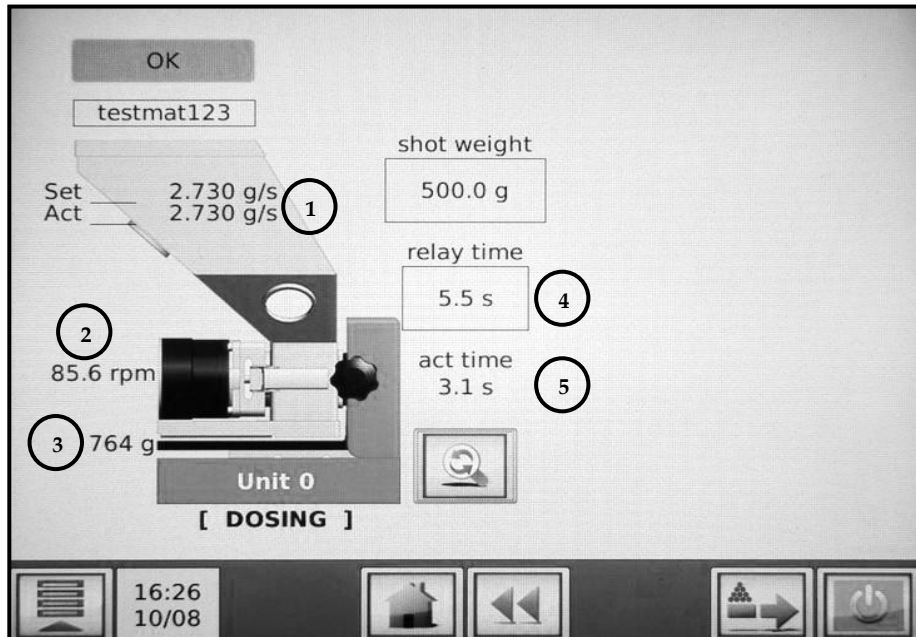 OK
testmat123
shot weight
Set 2.730 g/s
Act 2.730 g/s
1
500.0 g
relay time
5.5 s
4
2
85.6 rpm
act time
3.1 s
5
3
764 g
Unit 0
[ DOSING ]
16:26
10/08